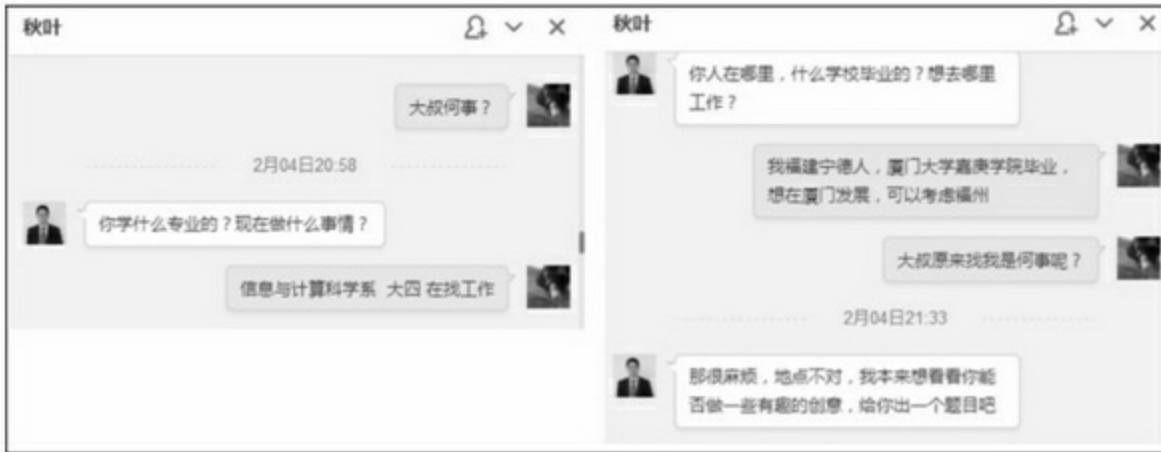 秋叶
大叔何事？
2月04日20:58
你学什么专业的？现在做什么事情？
信息与计算科学系 大四 在找工作
秋叶
你人在哪里，什么学校毕业的？想去哪里
工作？
我福建宁德人，厦门大学嘉庚学院毕业，
想在厦门发展，可以考虑福州
大叔原来找我是何事呢？
2月04日21:33
那很麻烦，地点不对，我本来想看看你能
否做一些有趣的创意，给你出一个题目吧